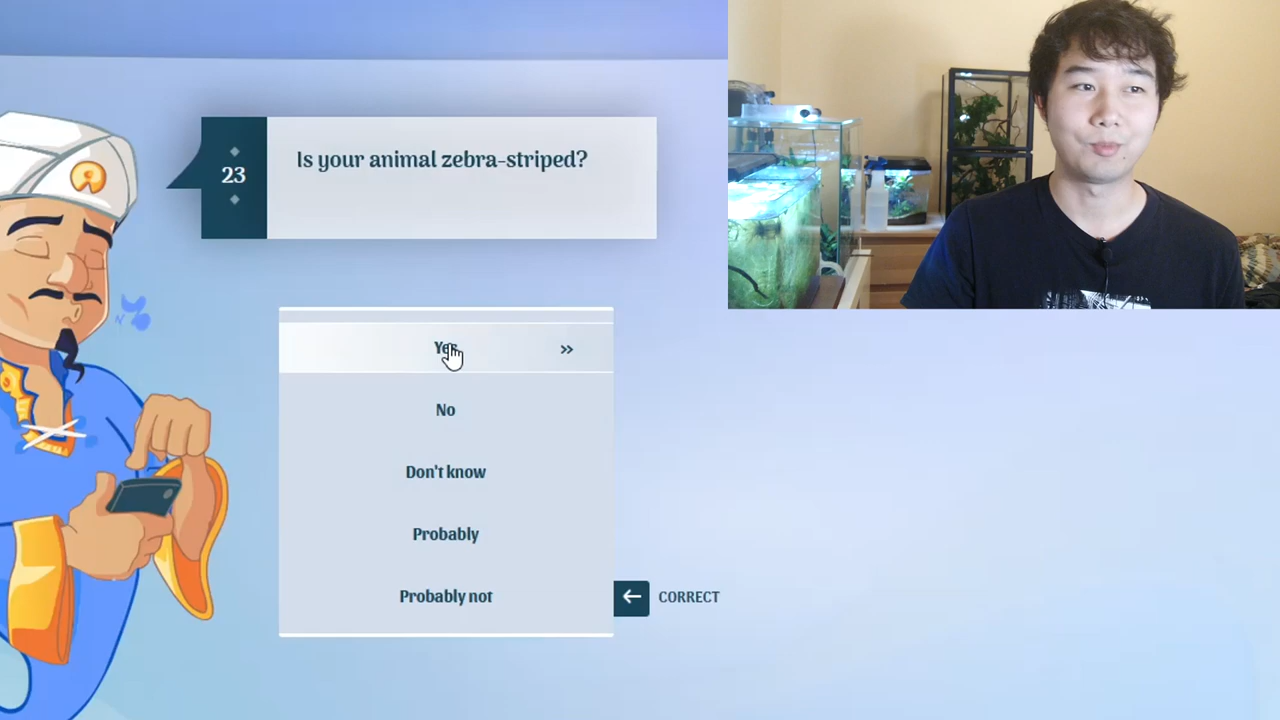 23
Is your animal zebra-striped?
Yes
No
Don't know
Probably
Probably not
CORRECT